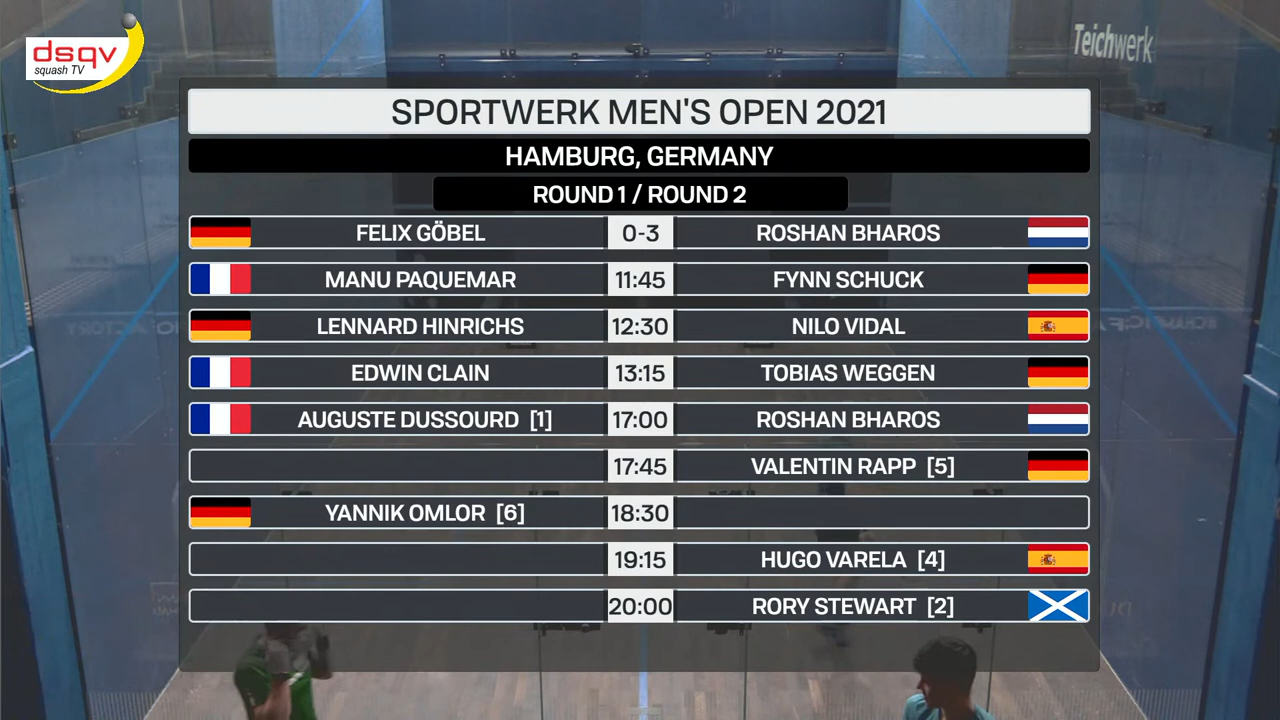 dsqv
squash TV
Teichwerk
SPORTWERK MEN'S OPEN 2021
HAMBURG, GERMANY
ROUND 1 / ROUND 2
FELIX GÖBEL 0-3 ROSHAN BHAROS
MANU PAQUEMAR 11:45 FYNN SCHUCK
LENNARD HINRICHS 12:30 NILO VIDAL
EDWIN CLAIN 13:15 TOBIAS WEGGEN
AUGUSTE DUSSOURD [1] 17:00 ROSHAN BHAROS
17:45 VALENTIN RAPP [5]
YANNIK OMLOR [6] 18:30
19:15 HUGO VARELA [4]
20:00 RORY STEWART [2]